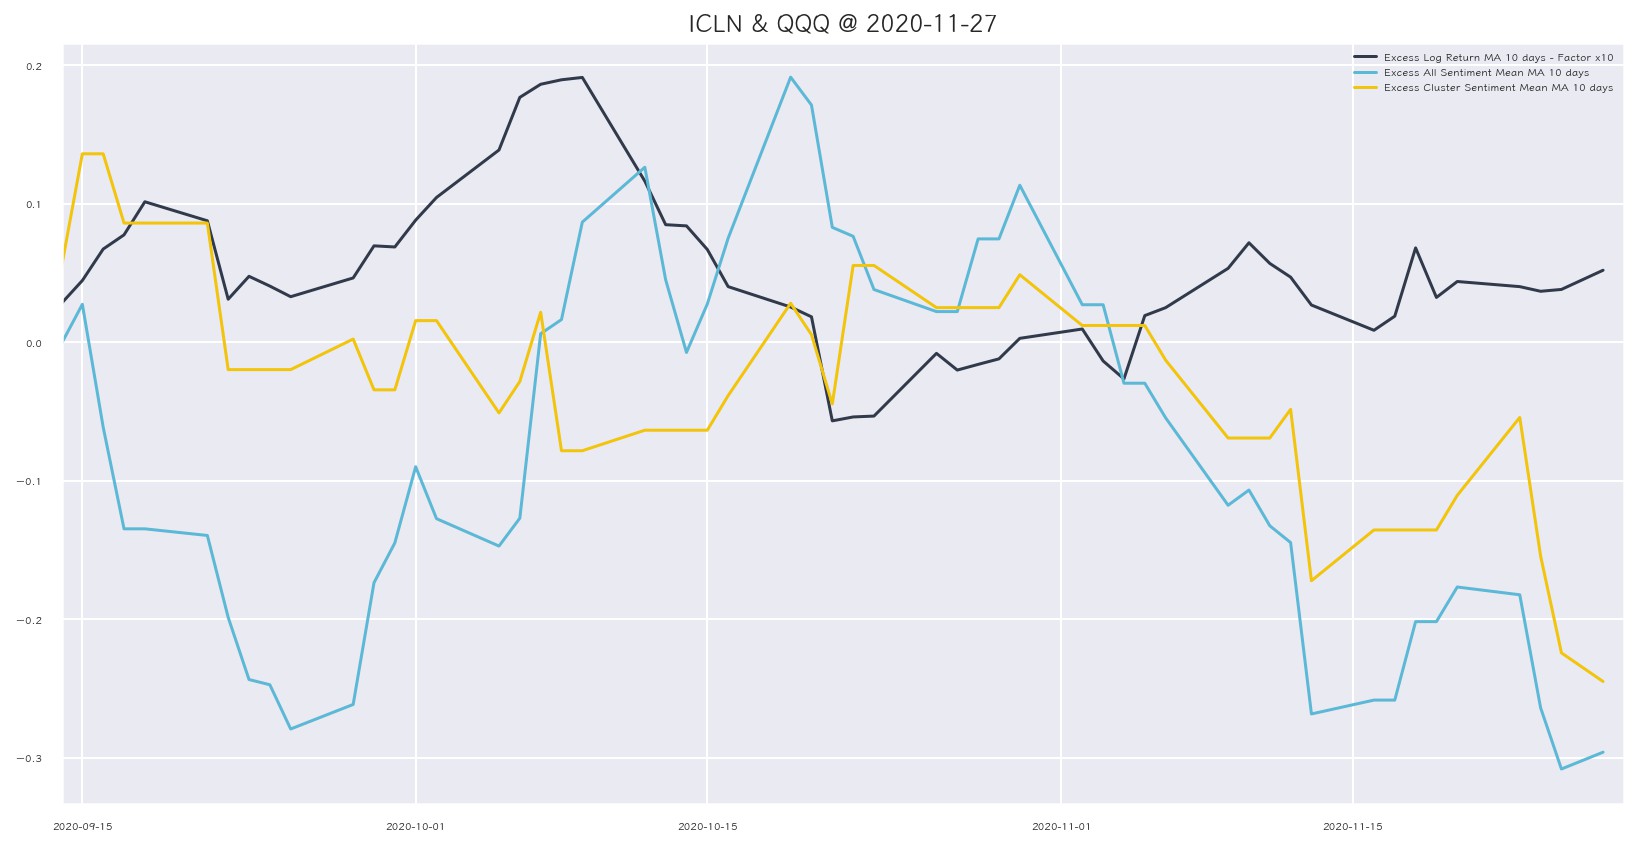 ICLN & QQQ @ 2020-11-27
Excess Log Return MA 10 days - Factor x10
Excess All Sentiment Mean MA 10 days
Excess Cluster Sentiment Mean MA 10 days
0.2
0.1
0.0
−0.1
−0.2
−0.3
2020-09-15
2020-10-01
2020-10-15
2020-11-01
2020-11-15